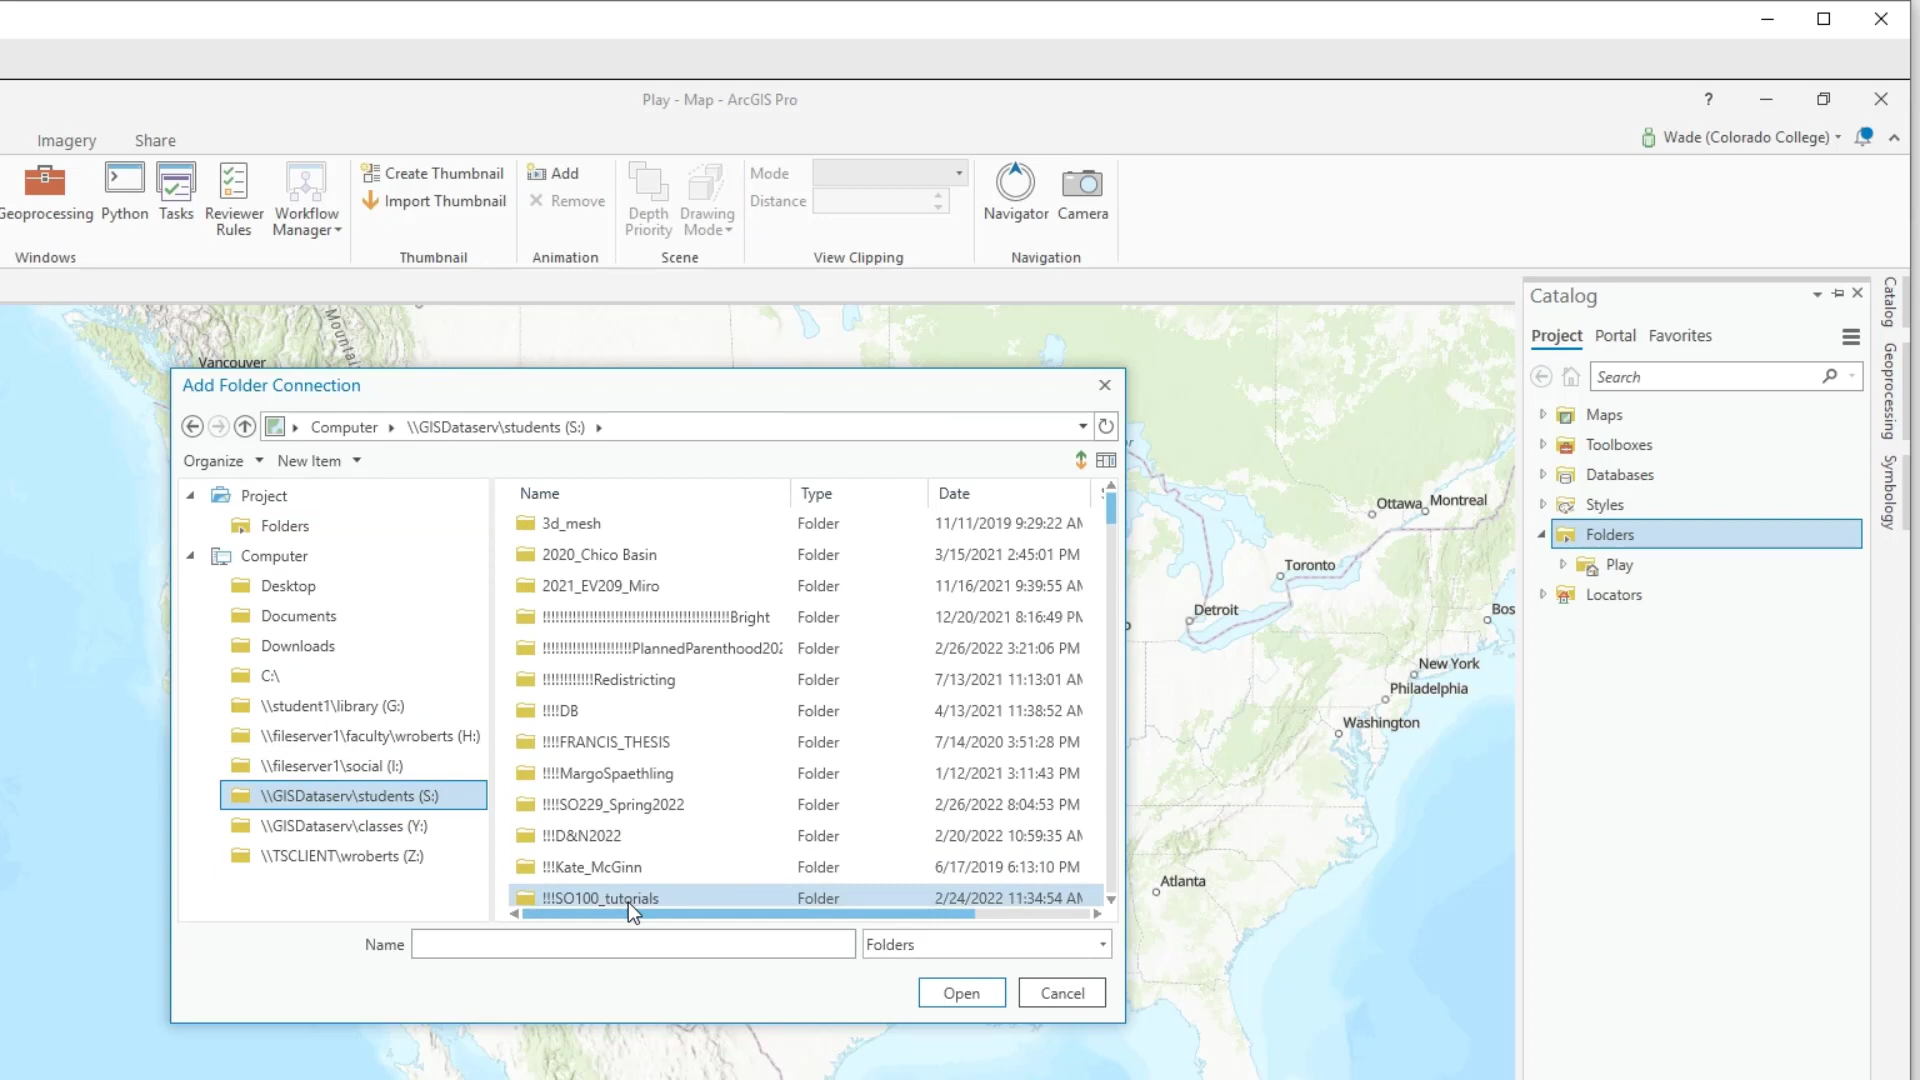 Play - Map - ArcGIS Pro
?
Imagery
Share
Wade (Colorado College)
Geoprocessing
Python
Tasks
Reviewer
Rules
Workflow
Manager
Create Thumbnail
Import Thumbnail
Add
Remove
Depth
Priority
Drawing
Mode
Mode
Distance
Navigator
Camera
Windows
Thumbnail
Animation
Scene
View Clipping
Navigation
Catalog
Project
Portal
Favorites
Search
Maps
Toolboxes
Databases
Styles
Folders
Play
Locators
Catalog
Geoprocessing
Symbology
Vancouver
Ottawa
Montreal
Toronto
Detroit
Bos
New York
Philadelphia
Washington
Atlanta
Add Folder Connection
Computer
\\GISDataserv\students (S:)
Organize
New Item
Project
Folders
Computer
Desktop
Documents
Downloads
C:\
\\student1\library (G:)
\\fileserver1\faculty\wroberts (H:)
\\fileserver1\social (I:)
\\GISDataserv\students (S:)
\\GISDataserv\classes (Y:)
\\TSCLIENT\wroberts (Z:)
Name Type Date
3d_mesh Folder 11/11/2019 9:29:22 AM
2020_Chico Basin Folder 3/15/2021 2:45:01 PM
2021_EV209_Miro Folder 11/16/2021 9:39:55 AM
Folder 12/20/2021 8:16:49 PM
Folder 2/26/2022 3:21:06 PM
!!!!!!!!!!!!Redistricting Folder 7/13/2021 11:13:01 AM
!!!!DB Folder 4/13/2021 11:38:52 AM
!!!!FRANCIS_THESIS Folder 7/14/2020 3:51:28 PM
!!!!MargoSpaethling Folder 1/12/2021 3:11:43 PM
!!!!SO229_Spring2022 Folder 2/26/2022 8:04:53 PM
!!!D&N2022 Folder 2/20/2022 10:59:35 AM
!!!Kate_McGinn Folder 6/17/2019 6:13:10 PM
!!!SO100_tutorials Folder 2/24/2022 11:34:54 AM
Name
Folders
Open
Cancel